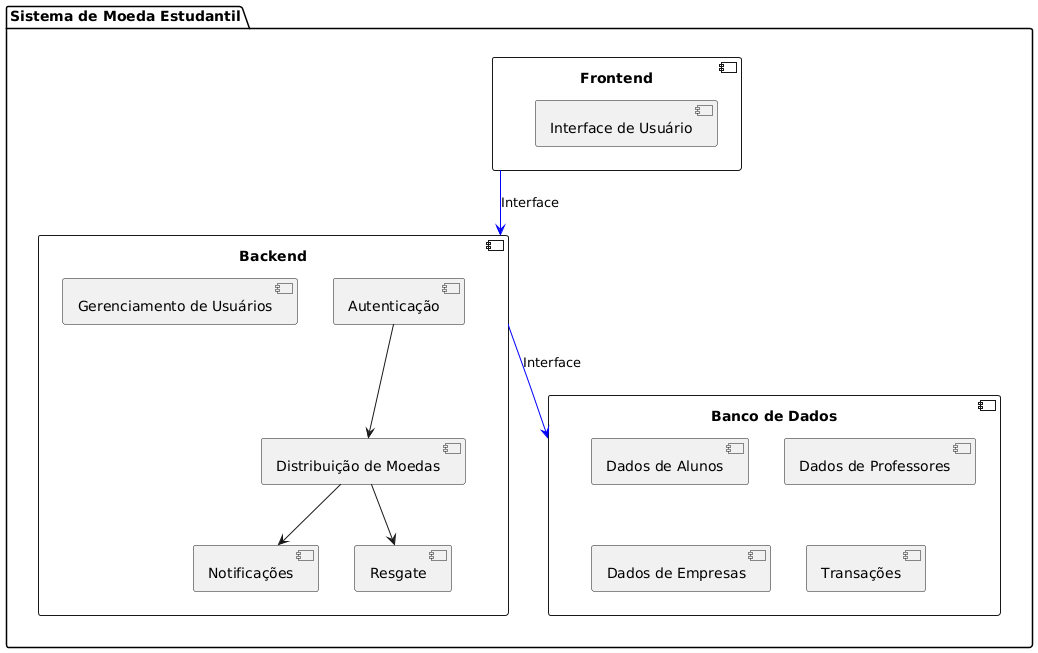 Sistema de Moeda Estudantil
Frontend
Interface de Usuário
Interface
Backend
Gerenciamento de Usuários
Autenticação
Interface
Distribuição de Moedas
Notificações
Resgate
Banco de Dados
Dados de Alunos
Dados de Professores
Dados de Empresas
Transações